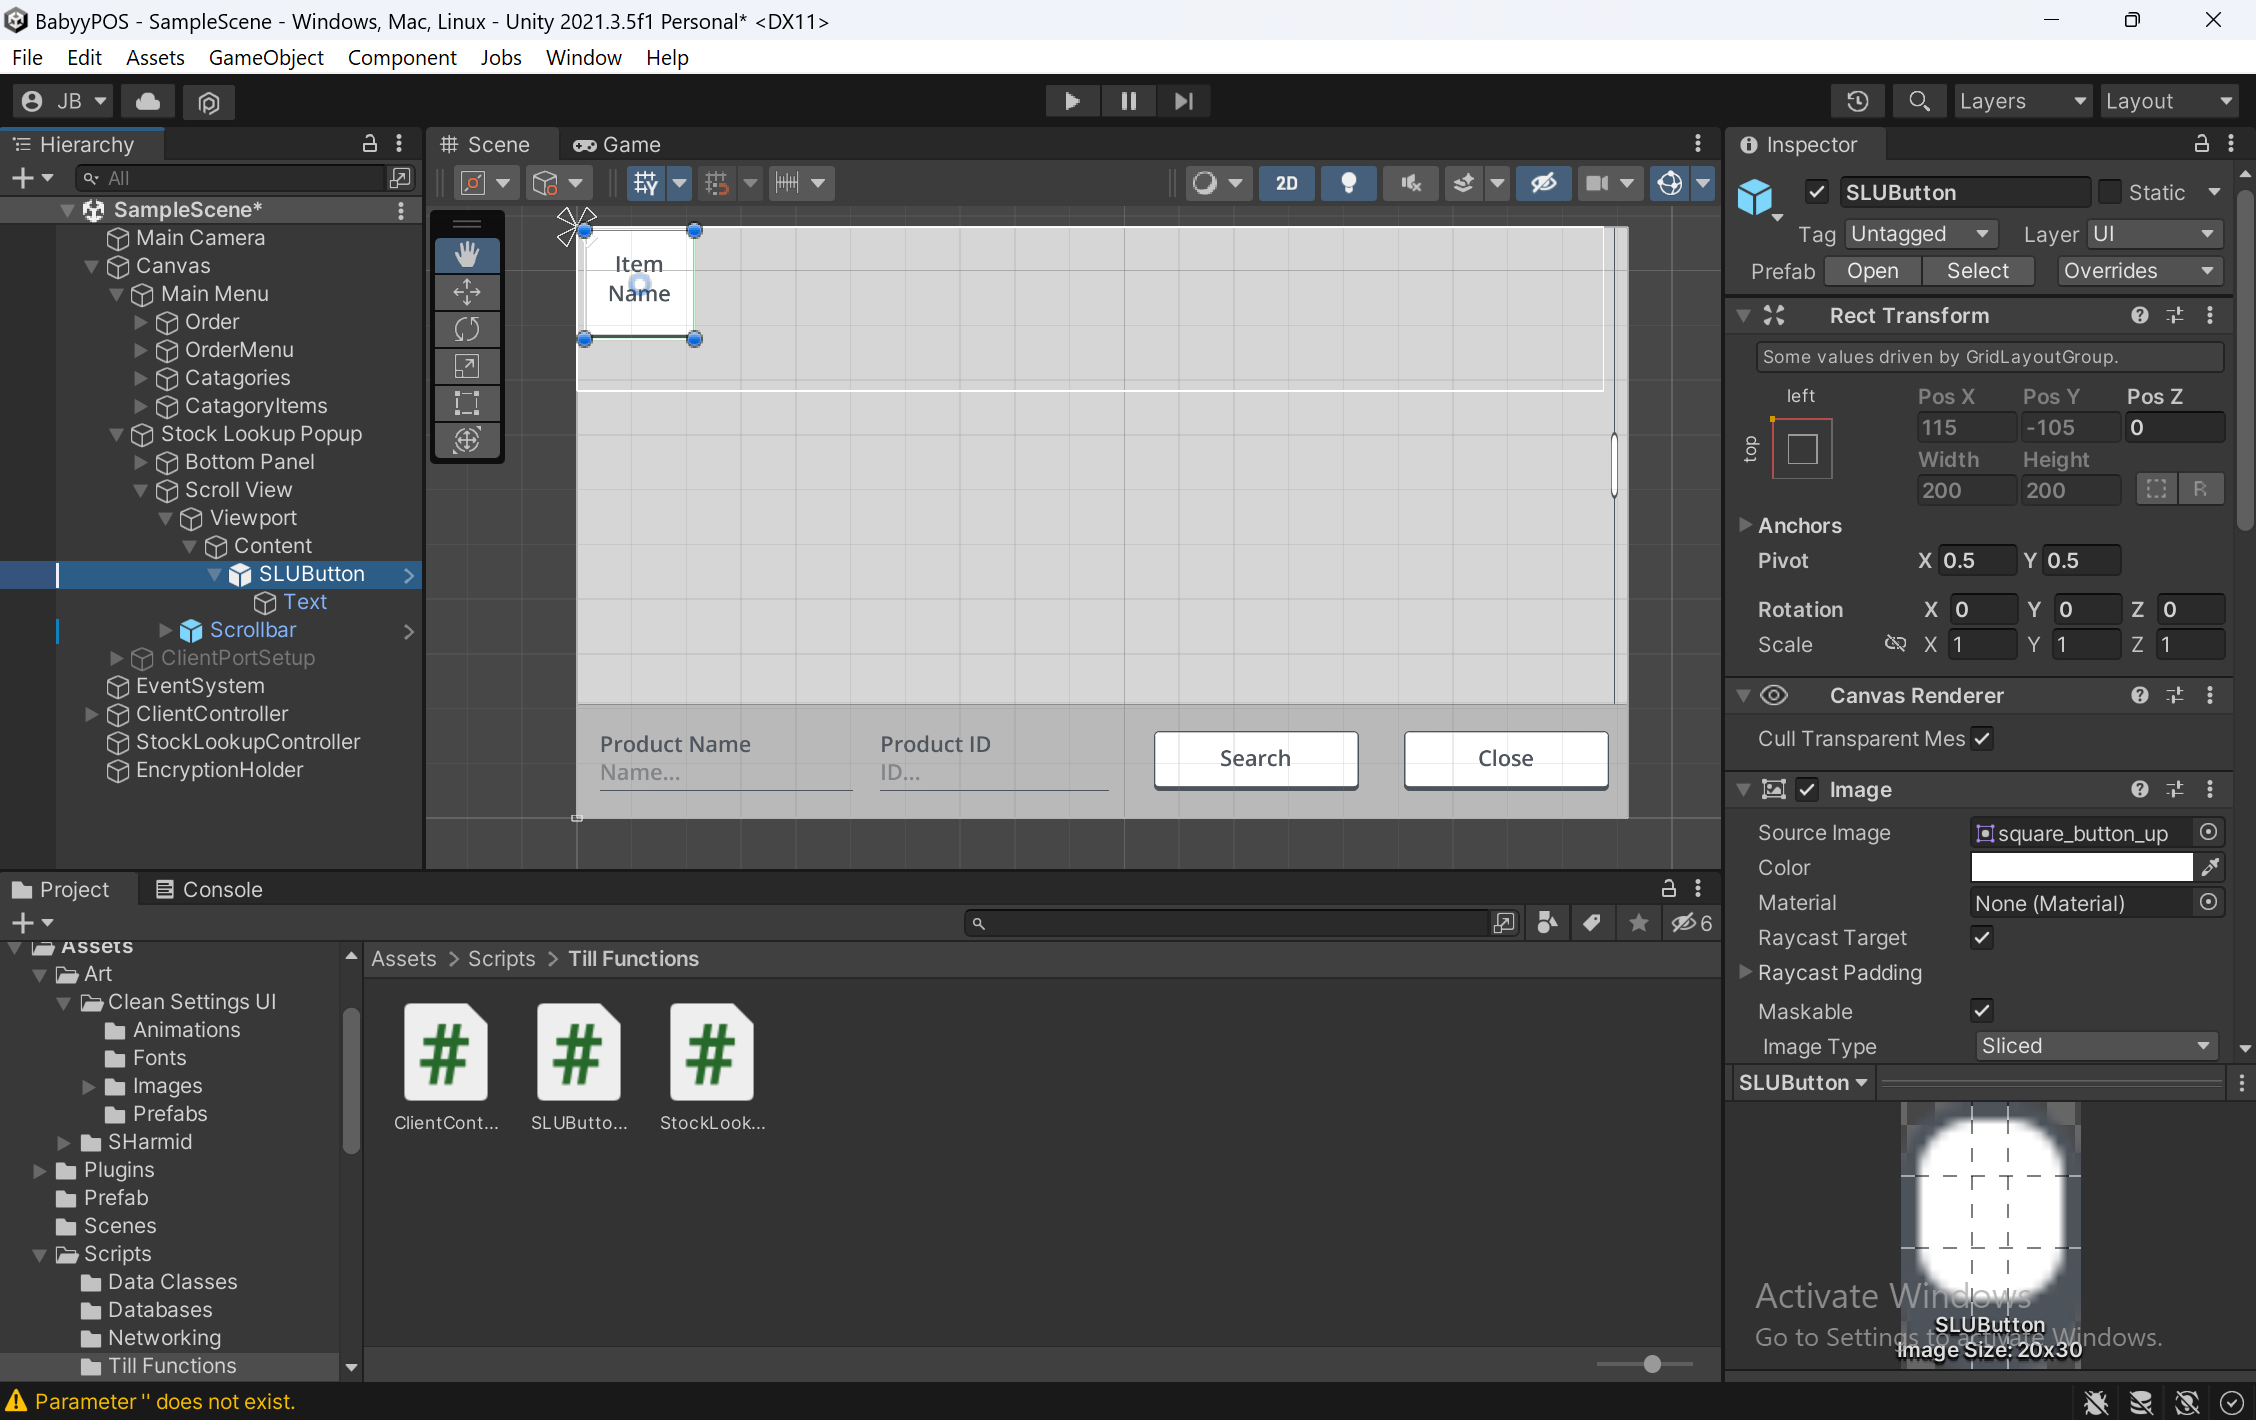 BabyyPOS - SampleScene - Windows, Mac, Linux - Unity 2021.3.5f1 Personal* <DX11>
File Edit Assets GameObject Component Jobs Window Help
JB
Layers
Layout
Hierarchy
All
SampleScene*
Main Camera
Canvas
Main Menu
Order
OrderMenu
Catagories
CatagoryItems
Stock Lookup Popup
Bottom Panel
Scroll View
Viewport
Content
SLUButton
Text
Scrollbar
ClientPortSetup
EventSystem
ClientController
StockLookupController
EncryptionHolder
Scene
Game
2D
Item
Name
Product Name
Name...
Product ID
ID...
Search
Close
Inspector
SLUButton
Static
Tag Untagged
Layer UI
Prefab Open Select Overrides
Rect Transform
Some values driven by GridLayoutGroup.
left
top
Pos X Pos Y Pos Z
115 -105 0
Width Height
200 200
R
Anchors
Pivot X 0.5 Y 0.5
Rotation X 0 Y 0 Z 0
Scale X 1 Y 1 Z 1
Canvas Renderer
Cull Transparent Mes
Image
Source Image square_button_up
Color
Material None (Material)
Raycast Target
Raycast Padding
Maskable
Image Type Sliced
SLUButton
SLUButton
Image Size: 20x30
Activate Windows
Go to Settings to activate Windows.
Project
Console
6
Assets
Art
Clean Settings UI
Animations
Fonts
Images
Prefabs
SHarmid
Plugins
Prefab
Scenes
Scripts
Data Classes
Databases
Networking
Till Functions
Assets > Scripts > Till Functions
ClientCont... SLUButto... StockLook...
Parameter '' does not exist.